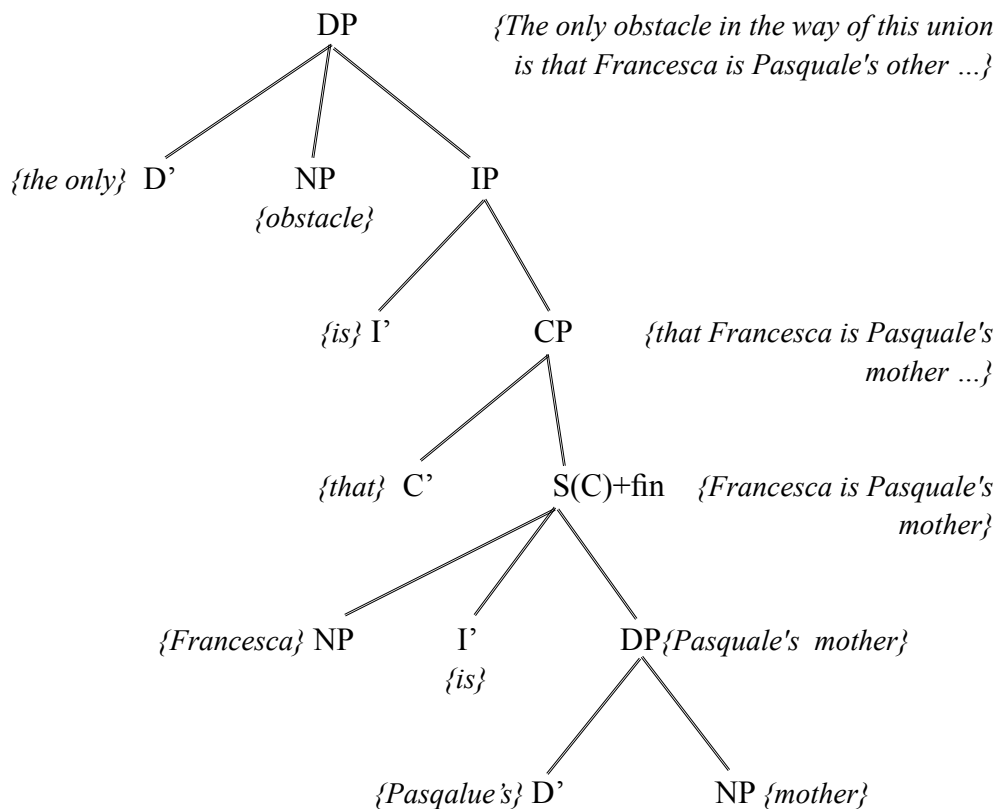 DP {The only obstacle in the way of this union
is that Francesca is Pasquale's other ...}
{the only} D’ NP IP
{obstacle}
{is} I’ CP {that Francesca is Pasquale's
mother ...}
{that} C’ S(C)+fin {Francesca is Pasquale's
mother}
{Francesca} NP I’ DP{Pasquale's mother}
{is}
{Pasqalue’s} D’ NP {mother}